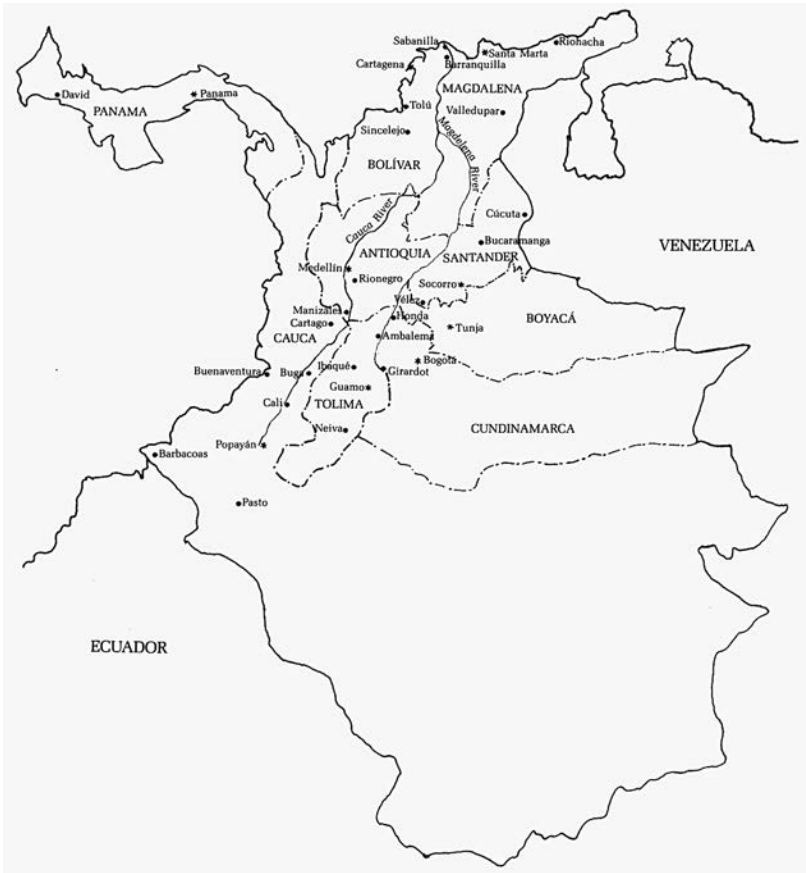 Sabanilla
Riohacha
Santa Marta
Cartagena
Barranquilla
David
PANAMA
Panama
MAGDALENA
Tolú
Valledupar
Magdelena River
Sincelejo
BOLÍVAR
Cauca River
Cúcuta
ANTIOQUIA
Bucaramanga
VENEZUELA
SANTANDER
Medellín
Rionegro
Socorro
Vélez
Manizales
Honda
BOYACÁ
Cartago
Tunja
CAUCA
Ambalema
Bogotá
Buenaventura
Buga
Ibagué
Girardot
Guamo
Cali
TOLIMA
Neiva
CUNDINAMARCA
Popayán
Barbacoas
Pasto
ECUADOR